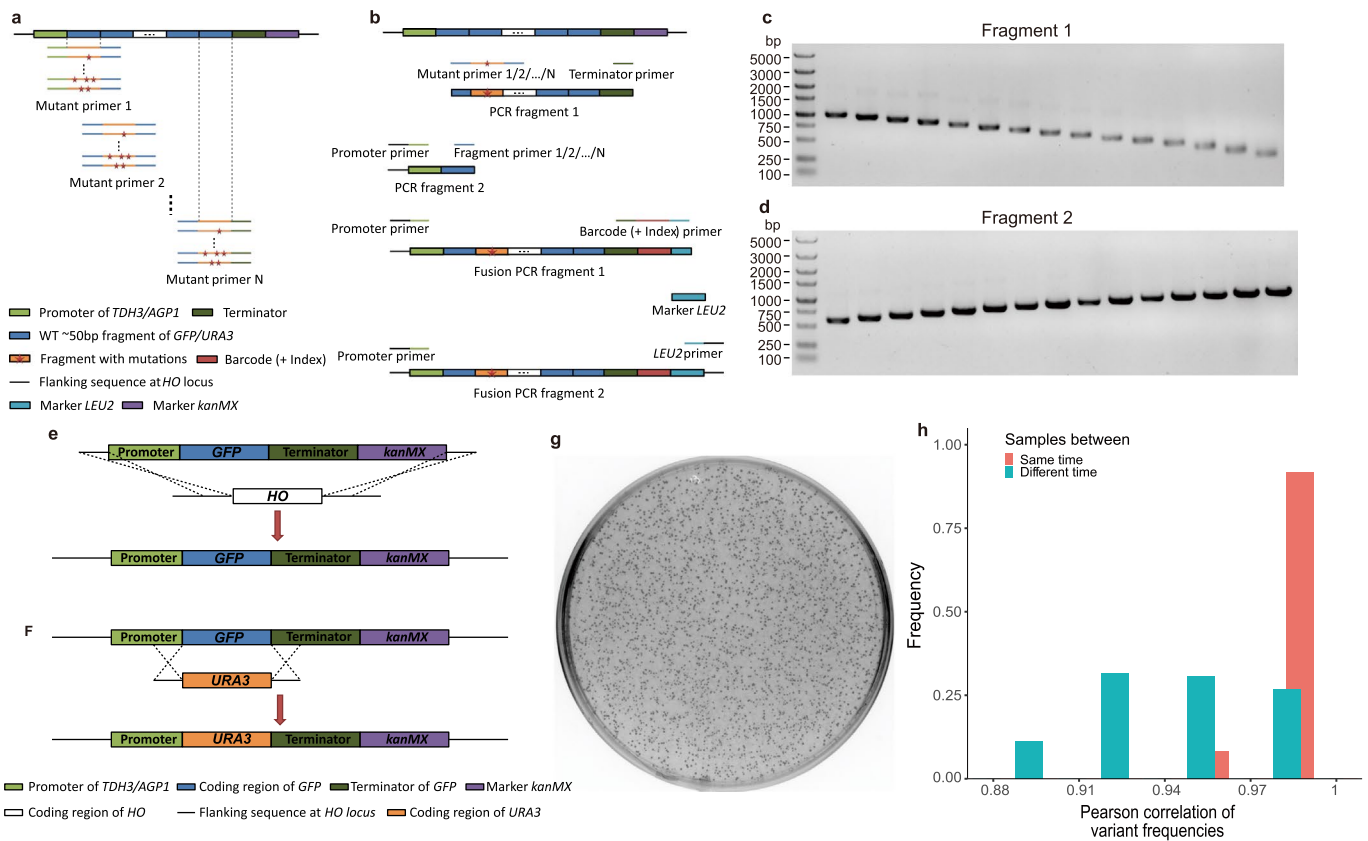 a
...
Mutant primer 1
Mutant primer 2
Mutant primer N
Promoter of TDH3/AGP1
Terminator
WT ~50bp fragment of GFP/URA3
Fragment with mutations
Barcode (+ Index)
Flanking sequence at HO locus
Marker LEU2
Marker kanMX
b
...
Mutant primer 1/2/.../N
Terminator primer
...
PCR fragment 1
Promoter primer
Fragment primer 1/2/.../N
PCR fragment 2
Promoter primer
Barcode (+ Index) primer
...
Fusion PCR fragment 1
Marker LEU2
Promoter primer
LEU2 primer
...
Fusion PCR fragment 2
c
Fragment 1
bp
5000
3000
2000
1500
1000
750
500
250
100
d
Fragment 2
bp
5000
3000
2000
1500
1000
750
500
250
100
e
Promoter GFP Terminator kanMX
HO
Promoter GFP Terminator kanMX
F
Promoter GFP Terminator kanMX
URA3
Promoter URA3 Terminator kanMX
Promoter of TDH3/AGP1
Coding region of GFP
Terminator of GFP
Marker kanMX
Coding region of HO
Flanking sequence at HO locus
Coding region of URA3
g
h
Samples between
Same time
Different time
Frequency
1.00
0.75
0.50
0.25
0.00
0.88 0.91 0.94 0.97 1
Pearson correlation of
variant frequencies